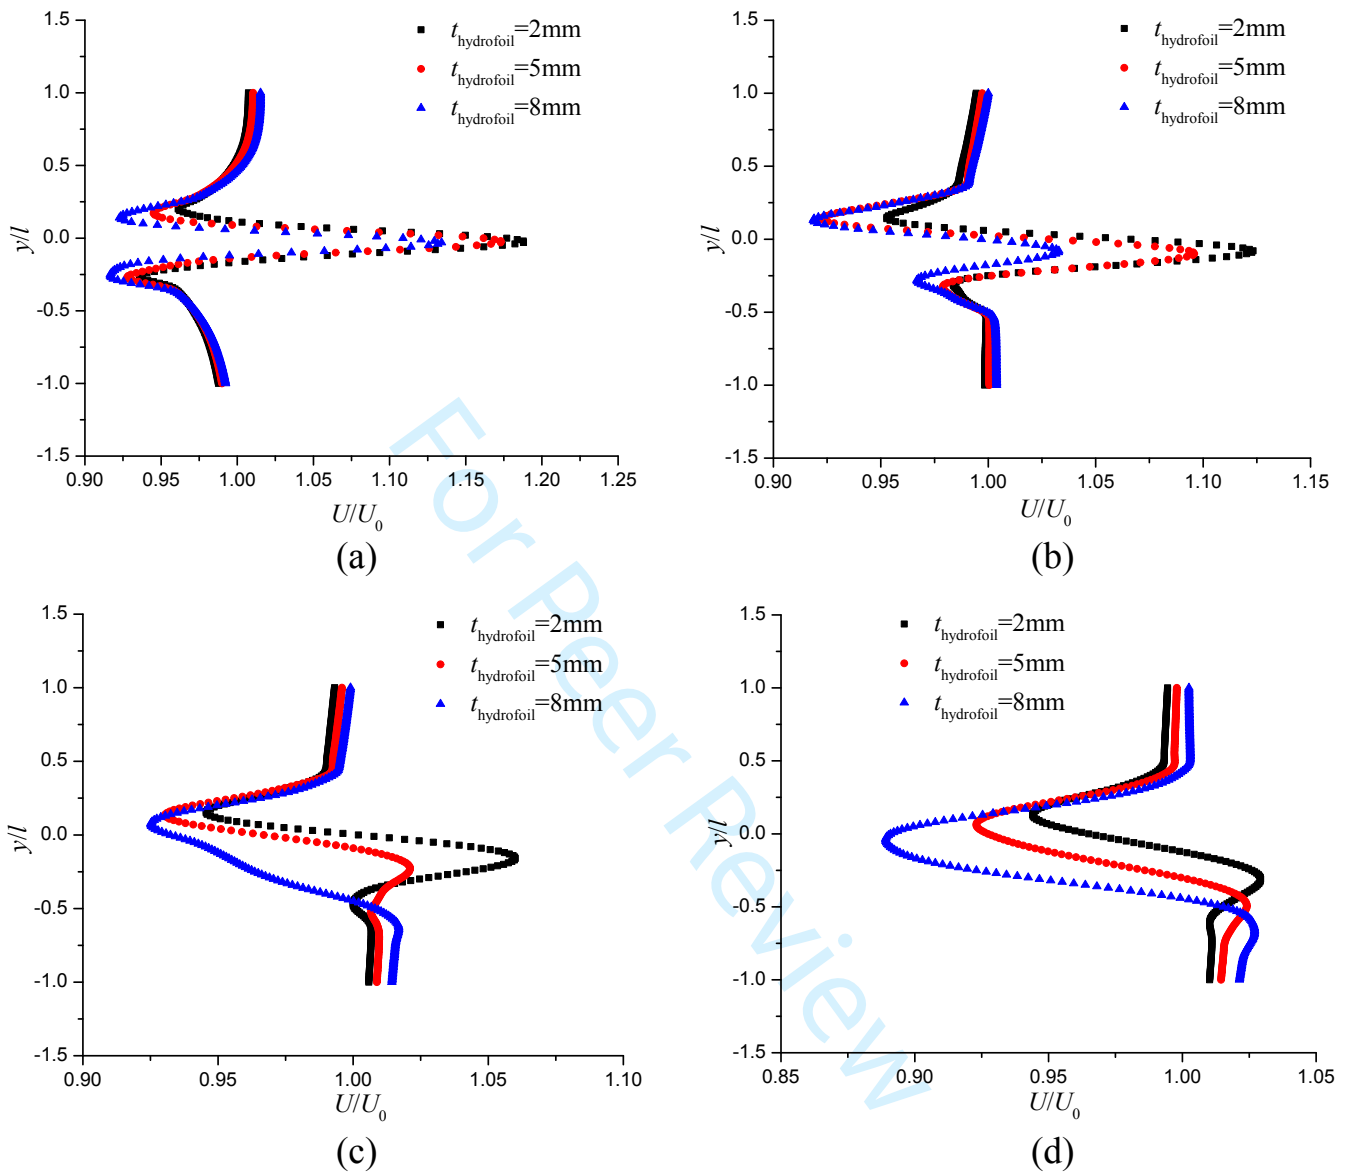 t_hydrofoil=2mm
t_hydrofoil=5mm
t_hydrofoil=8mm
1.5
1.0
0.5
0.0
-0.5
-1.0
-1.5
y/l
0.90 0.95 1.00 1.05 1.10 1.15 1.20 1.25
U/U_0
(a)
t_hydrofoil=2mm
t_hydrofoil=5mm
t_hydrofoil=8mm
1.5
1.0
0.5
0.0
-0.5
-1.0
-1.5
y/l
0.90 0.95 1.00 1.05 1.10 1.15
U/U_0
(b)
t_hydrofoil=2mm
t_hydrofoil=5mm
t_hydrofoil=8mm
1.5
1.0
0.5
0.0
-0.5
-1.0
-1.5
y/l
0.90 0.95 1.00 1.05 1.10
U/U_0
(c)
t_hydrofoil=2mm
t_hydrofoil=5mm
t_hydrofoil=8mm
1.5
1.0
0.5
0.0
-0.5
-1.0
-1.5
y/l
0.85 0.90 0.95 1.00 1.05
U/U_0
(d)
For Peer Review